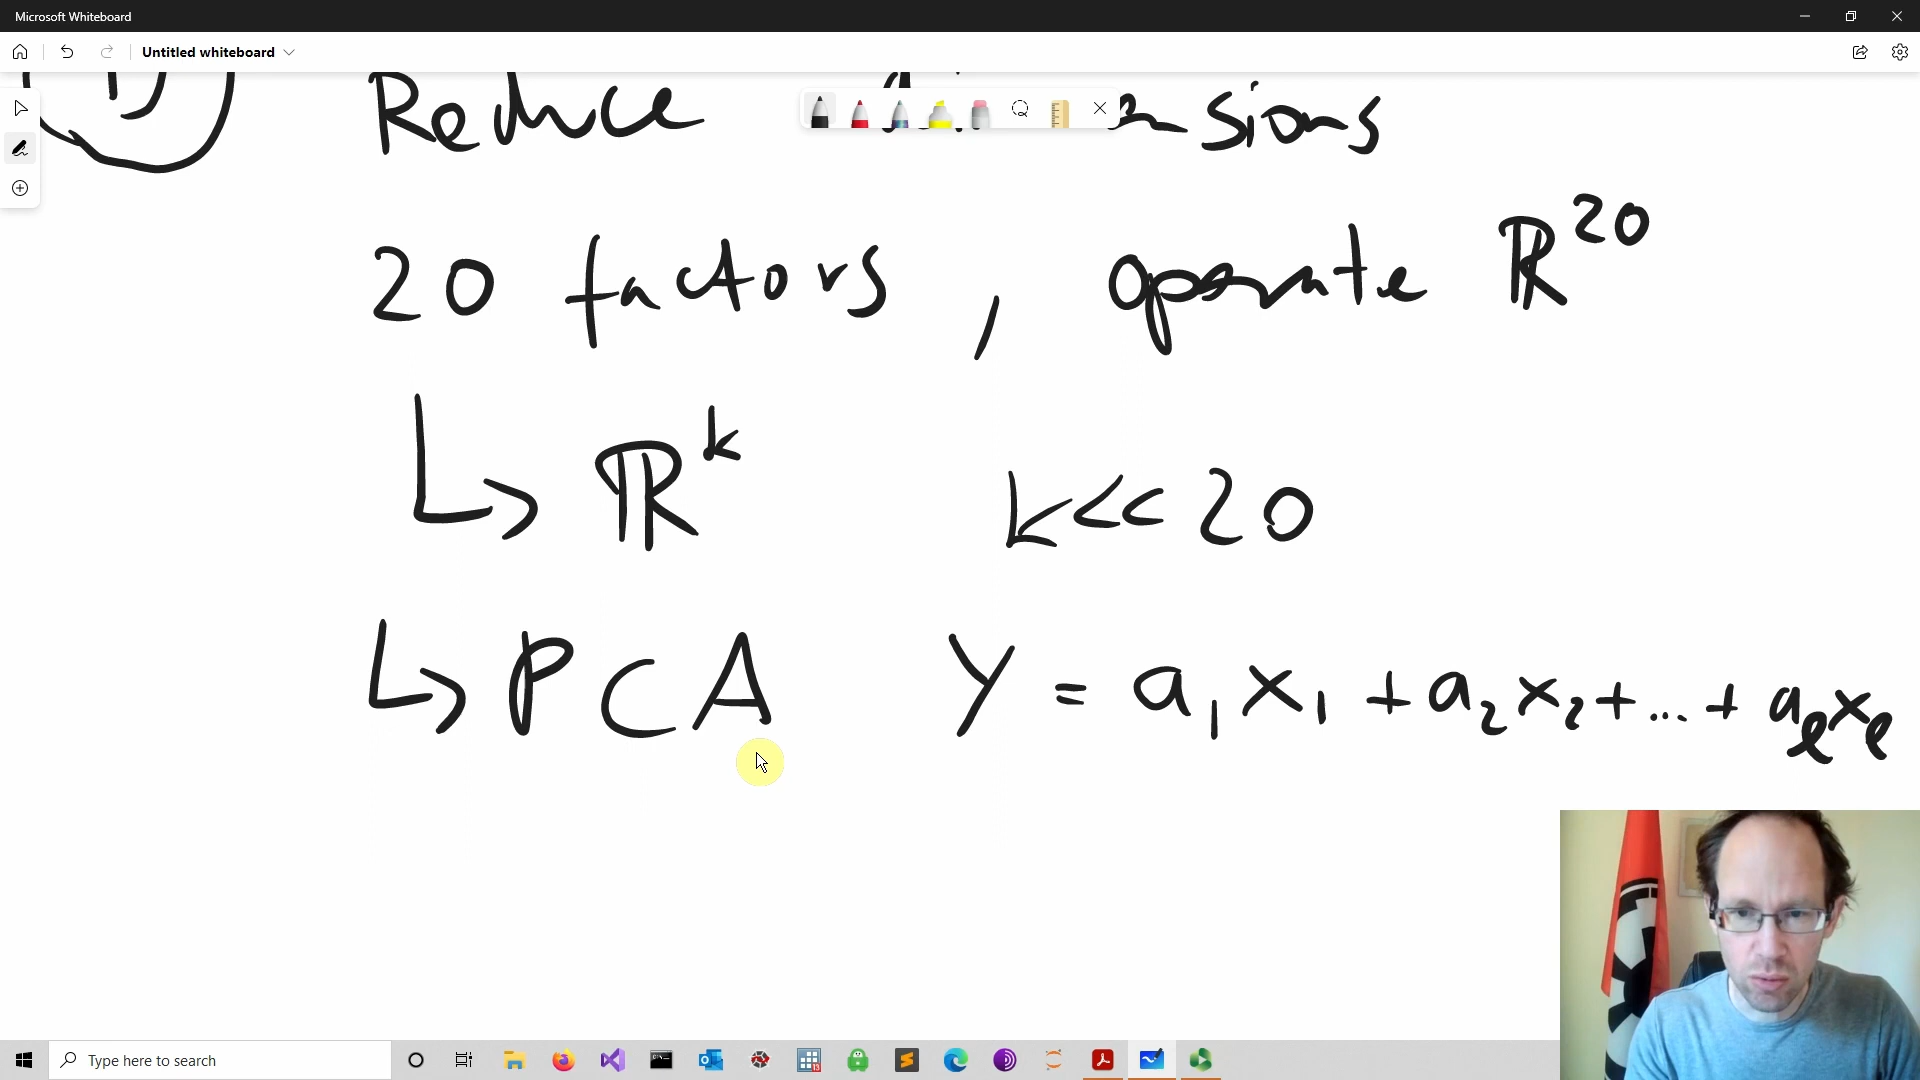 Microsoft Whiteboard
Untitled whiteboard
Reduce
20 factors, operate ℝ²⁰
↳ ℝᵏ k<<20
↳ PCA Y = a₁x₁ + a₂x₂ + ... + aₗxₗ
Type here to search